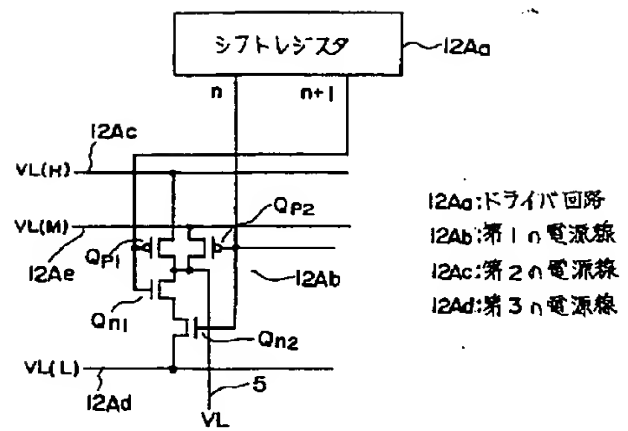 シフトレジスタ
12Aa
n
n+1
12Ac
VL(H)
VL(M)
QP2
12Ae
QP1
12Ab
Qn1
Qn2
VL(L)
12Ad
5
VL
12Aa:ドライバ回路
12Ab:第1の電源線
12Ac:第2の電源線
12Ad:第3の電源線